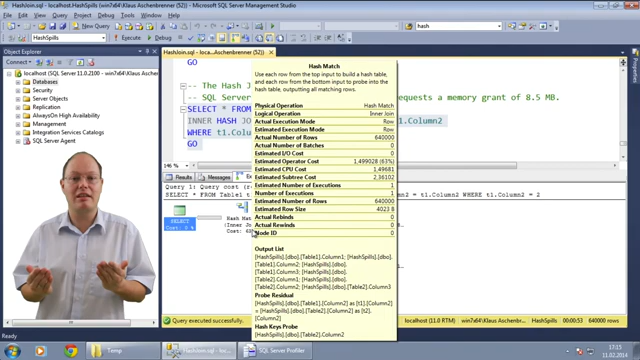 HashJoin.sql - localhost.HashSpills (win7x64\Klaus Aschenbrenner (52)) - Microsoft SQL Server Management Studio
File Edit View Query Project Debug Tools Window Help
New Query
hash
HashSpills
Execute
Debug
Object Explorer
Connect
localhost (SQL Server 11.0.2100 - win7x64\Klaus Aschenbrenner)
Databases
Security
Server Objects
Replication
AlwaysOn High Availability
Management
Integration Services Catalogs
SQL Server Agent
HashJoin.sql - loca...Aschenbrenner (52))
GO
-- The Hash J
-- SQL Server
requests a memory grant of 8.5 MB.
SELECT * FROM
INNER HASH JOIN
t1.Column2
WHERE t1.Colu
GO
146 %
Results
Messages
Query 1: Query cost (r
t2.Column2 = t1.Column2 WHERE t1.Column2 = 2
SELECT
Cost: 0 %
Hash Mat
(Inner Jo
Cost: 63
Hash Match
Use each row from the top input to build a hash table,
and each row from the bottom input to probe into the
hash table, outputting all matching rows.
Physical Operation Hash Match
Logical Operation Inner Join
Actual Execution Mode Row
Estimated Execution Mode Row
Actual Number of Rows 640000
Actual Number of Batches 0
Estimated I/O Cost 0
Estimated Operator Cost 1,499028 (63%)
Estimated CPU Cost 1,49681
Estimated Subtree Cost 2,36102
Estimated Number of Executions 1
Number of Executions 1
Estimated Number of Rows 640000
Estimated Row Size 4023 B
Actual Rebinds 0
Actual Rewinds 0
Node ID 0
Output List
[HashSpills].[dbo].[Table1].Column1; [HashSpills].[dbo].
[Table1].Column2; [HashSpills].[dbo].
[Table1].Column3; [HashSpills].[dbo].
[Table2].Column1; [HashSpills].[dbo].
[Table2].Column2; [HashSpills].[dbo].[Table2].Column3
Probe Residual
[HashSpills].[dbo].[Table1].[Column2] as [t1].[Column2]
= [HashSpills].[dbo].[Table2].[Column2] as [t2].
[Column2]
Hash Keys Probe
[HashSpills].[dbo].[Table2].Column2
Properties
Query executed successfully.
localhost (11.0 RTM)
win7x64\Klaus Aschenbrenner ...
HashSpills
00:00:53
640000 rows
Temp
HashJoin.sql - localho...
SQL Server Profiler
17:15
11.02.2014